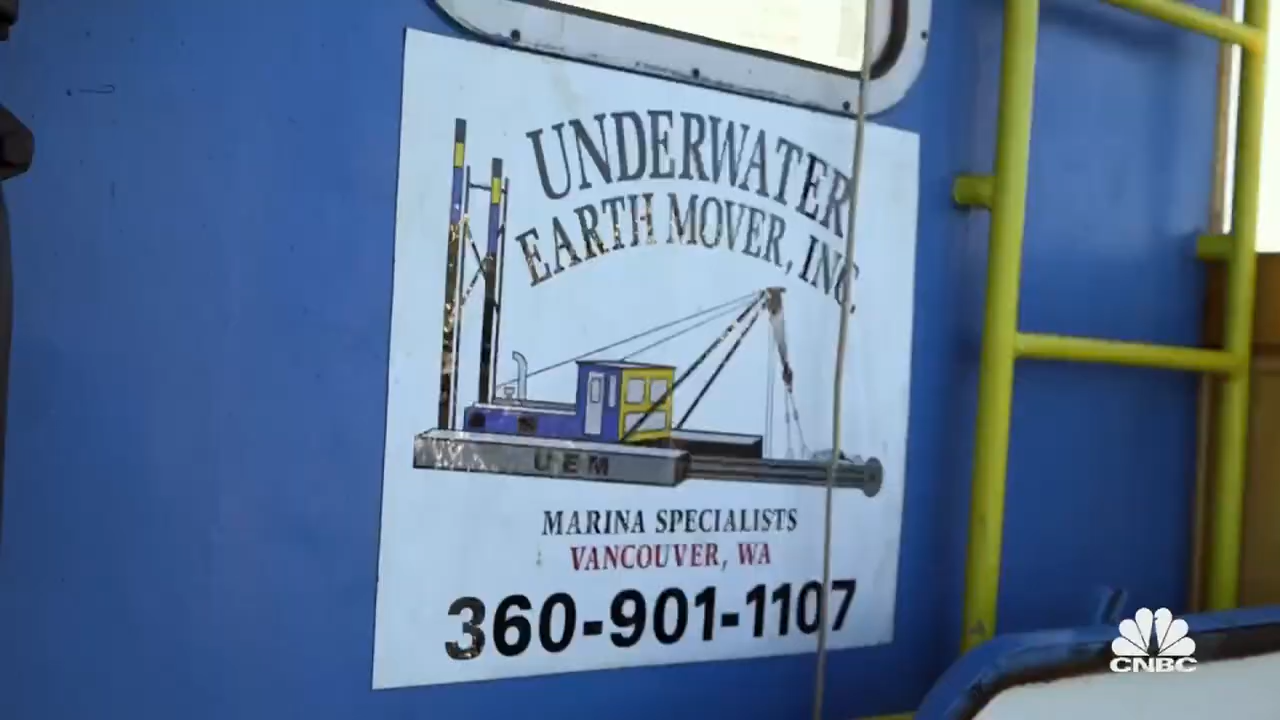 UNDERWATER
EARTH MOVER, INC.
UEM
MARINA SPECIALISTS
VANCOUVER, WA
360-901-1107
CNBC